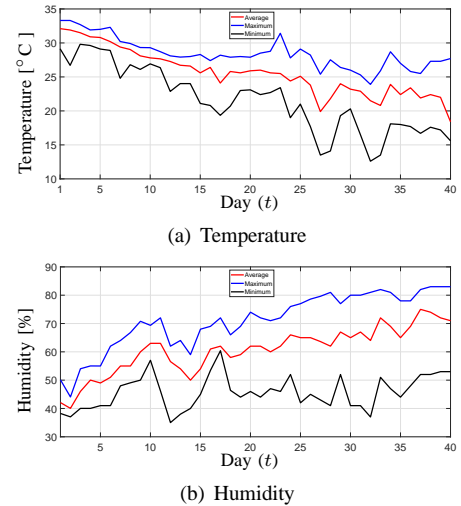 35
Average
Maximum
Minimum
30
25
20
15
10
Temperature [°C ]
1 5 10 15 20 25 30 35 40
Day (t)
(a) Temperature
90
Average
Maximum
Minimum
80
70
60
50
40
30
Humidity [%]
5 10 15 20 25 30 35 40
Day (t)
(b) Humidity